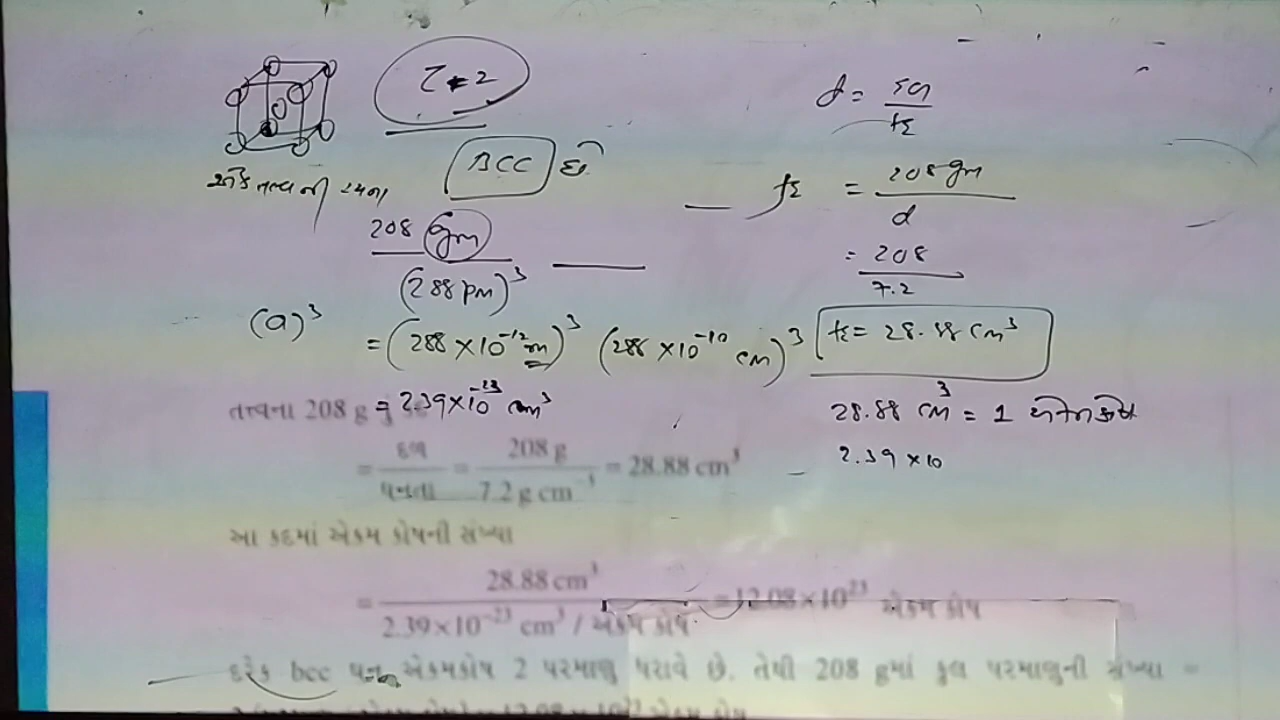 Z = 2
BCC છે
d = દળ / કદ
કદ = 208 gm / d
= 208 / 7.2
કદ = 28.88 cm³
28.88 cm³ = 1
2.39 × 10
208 gm / (288 pm)³
(a)³ = (288 × 10⁻¹² m)³ (288 × 10⁻¹⁰ cm)³
= 2.39 × 10⁻²³ cm³
તત્ત્વના 208 g નું
= દળ / ઘનતા = 208 g / 7.2 g cm⁻³ = 28.88 cm³
આ કદમાં એકમ કોષની સંખ્યા
= 28.88 cm³ / 2.39 × 10⁻²³ cm³ / એકમ કોષ = 12.08 × 10²³ એકમ કોષ
દરેક bcc ઘન એકમકોષ 2 પરમાણુ ધરાવે છે. તેથી 208 gમાં કુલ પરમાણુની સંખ્યા =